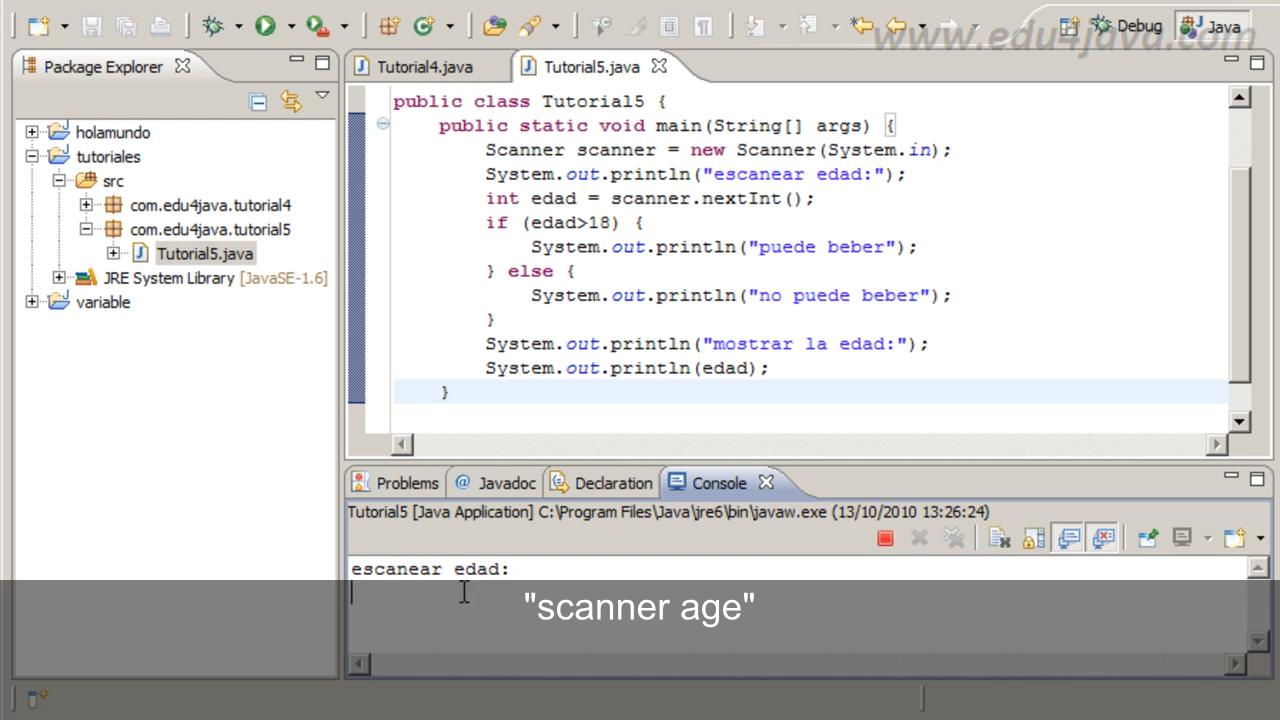 www.edu4java.com
Debug
Java
Package Explorer
Tutorial4.java
Tutorial5.java
holamundo
tutoriales
src
com.edu4java.tutorial4
com.edu4java.tutorial5
Tutorial5.java
JRE System Library [JavaSE-1.6]
variable
public class Tutorial5 {
public static void main(String[] args) {
Scanner scanner = new Scanner(System.in);
System.out.println("escanear edad:");
int edad = scanner.nextInt();
if (edad>18) {
System.out.println("puede beber");
} else {
System.out.println("no puede beber");
}
System.out.println("mostrar la edad:");
System.out.println(edad);
}
Problems
Javadoc
Declaration
Console
Tutorial5 [Java Application] C:\Program Files\Java\jre6\bin\javaw.exe (13/10/2010 13:26:24)
escanear edad:
"scanner age"